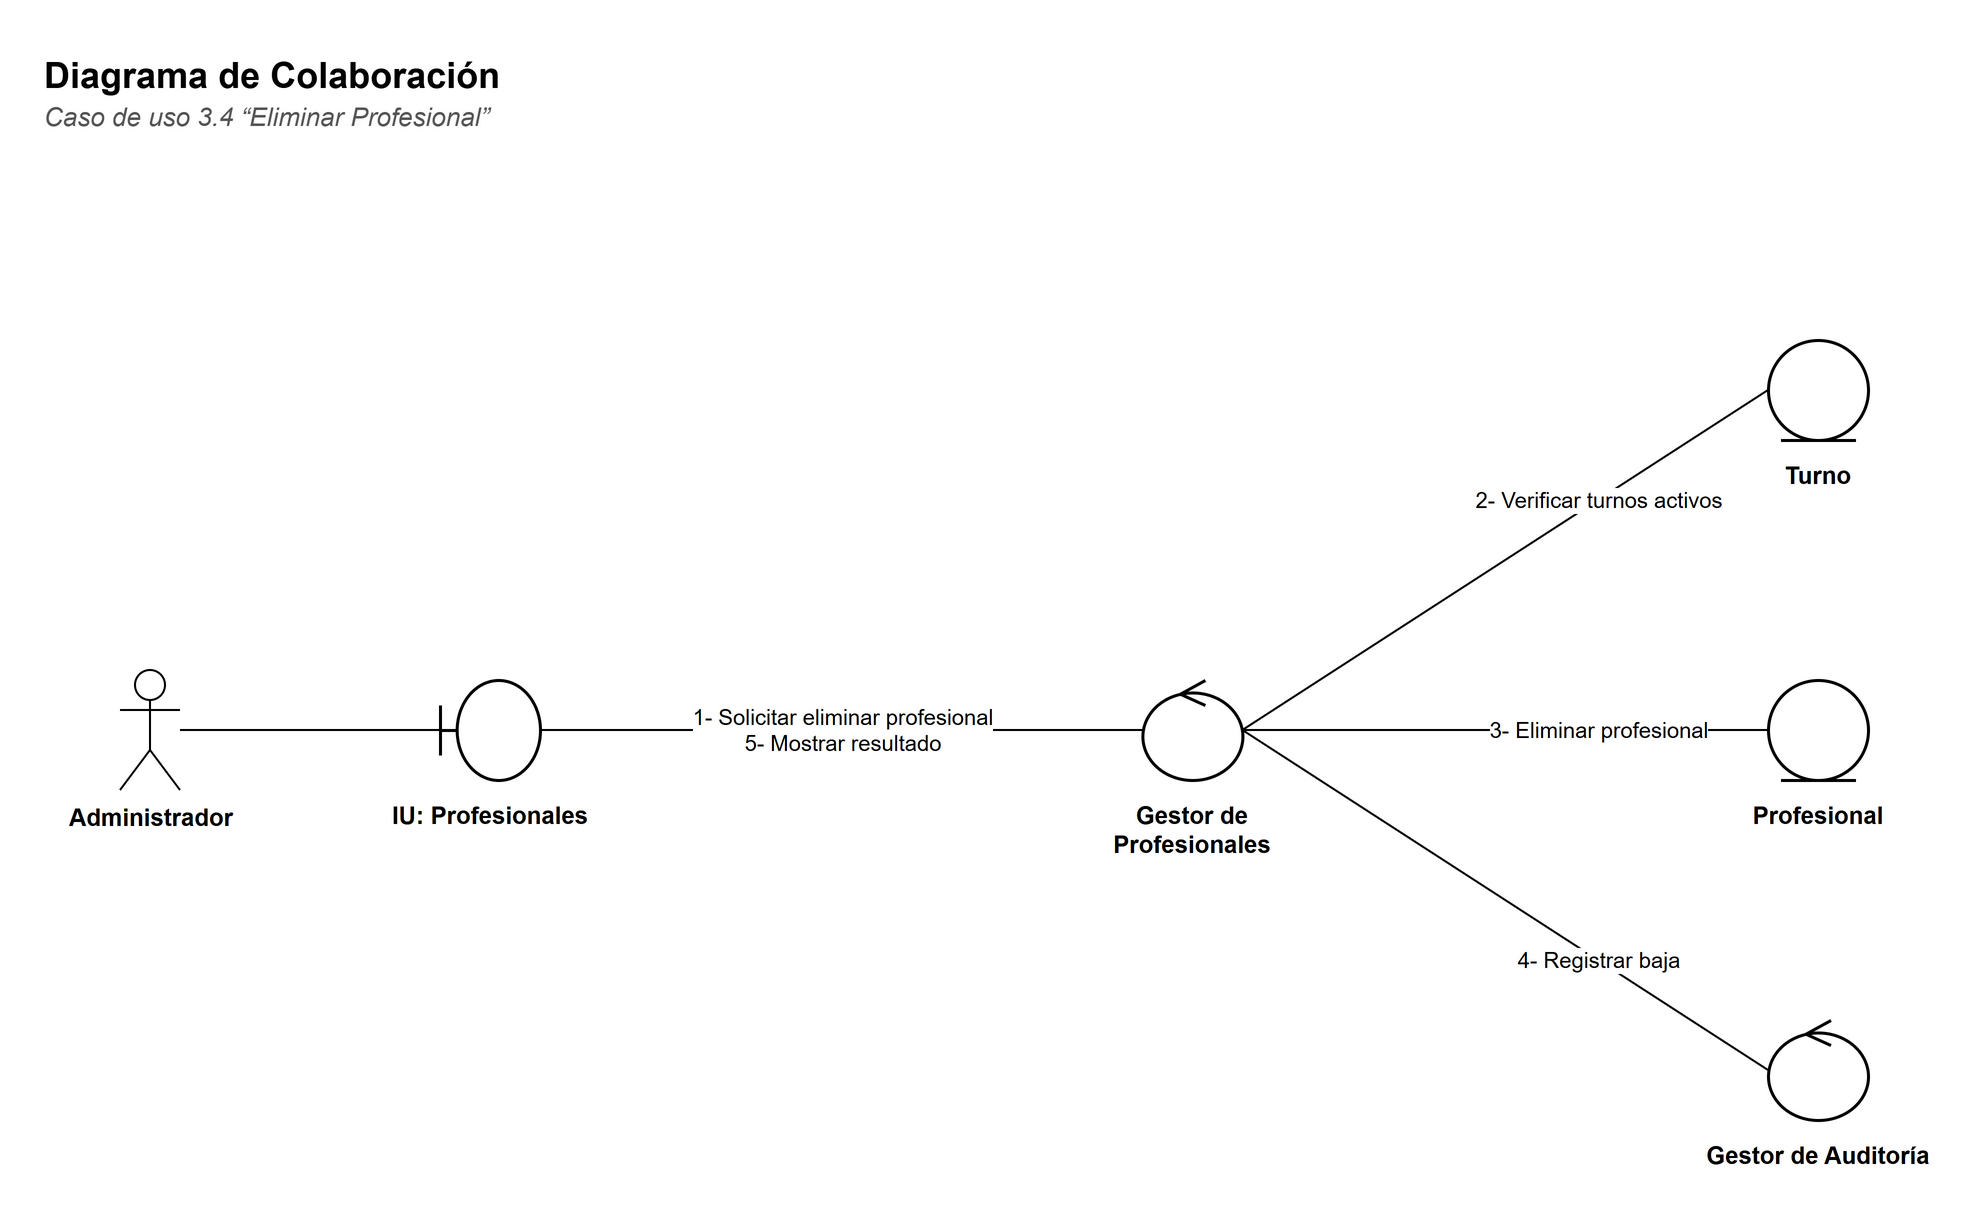 Diagrama de Colaboración
Caso de uso 3.4 “Eliminar Profesional”
Turno
2- Verificar turnos activos
1- Solicitar eliminar profesional
5- Mostrar resultado
3- Eliminar profesional
Administrador
IU: Profesionales
Gestor de
Profesionales
Profesional
4- Registrar baja
Gestor de Auditoría